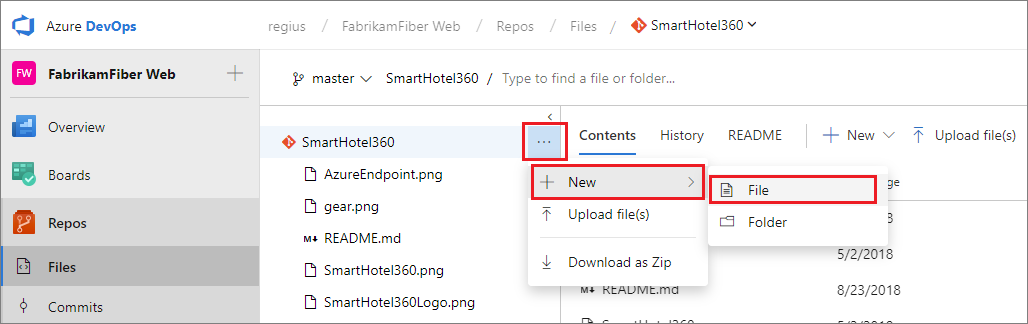 Azure DevOps
regius / FabrikamFiber Web / Repos / Files / SmartHotel360
FW FabrikamFiber Web
master SmartHotel360 / Type to find a file or folder...
Overview
Boards
Repos
Files
Commits
SmartHotel360
AzureEndpoint.png
gear.png
M↓ README.md
SmartHotel360.png
SmartHotel360Logo.png
Contents History README New Upload file(s)
New
Upload file(s)
Download as Zip
File
Folder
5/2/2018
M↓ README.md 8/23/2018